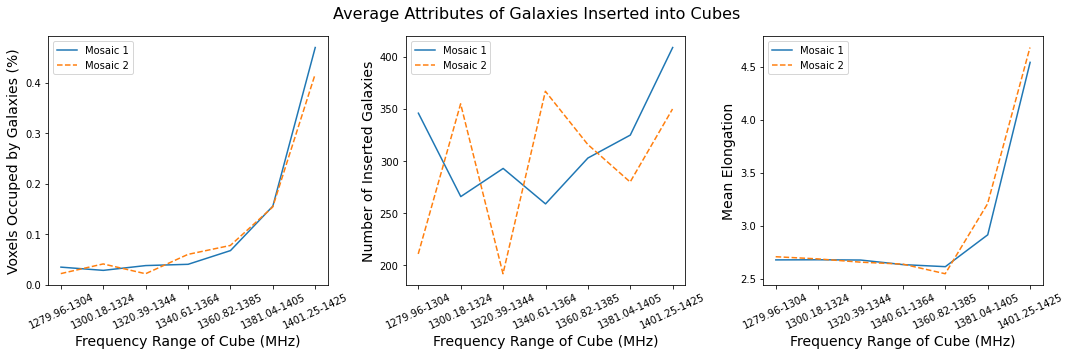 Average Attributes of Galaxies Inserted into Cubes
Voxels Occuped by Galaxies (%)
0.4
0.3
0.2
0.1
0.0
Mosaic 1
Mosaic 2
1279.96-1304
1300.18-1324
1320.39-1344
1340.61-1364
1360.82-1385
1381.04-1405
1401.25-1425
Frequency Range of Cube (MHz)
Number of Inserted Galaxies
400
350
300
250
200
Mosaic 1
Mosaic 2
1279.96-1304
1300.18-1324
1320.39-1344
1340.61-1364
1360.82-1385
1381.04-1405
1401.25-1425
Frequency Range of Cube (MHz)
Mean Elongation
4.5
4.0
3.5
3.0
2.5
Mosaic 1
Mosaic 2
1279.96-1304
1300.18-1324
1320.39-1344
1340.61-1364
1360.82-1385
1381.04-1405
1401.25-1425
Frequency Range of Cube (MHz)